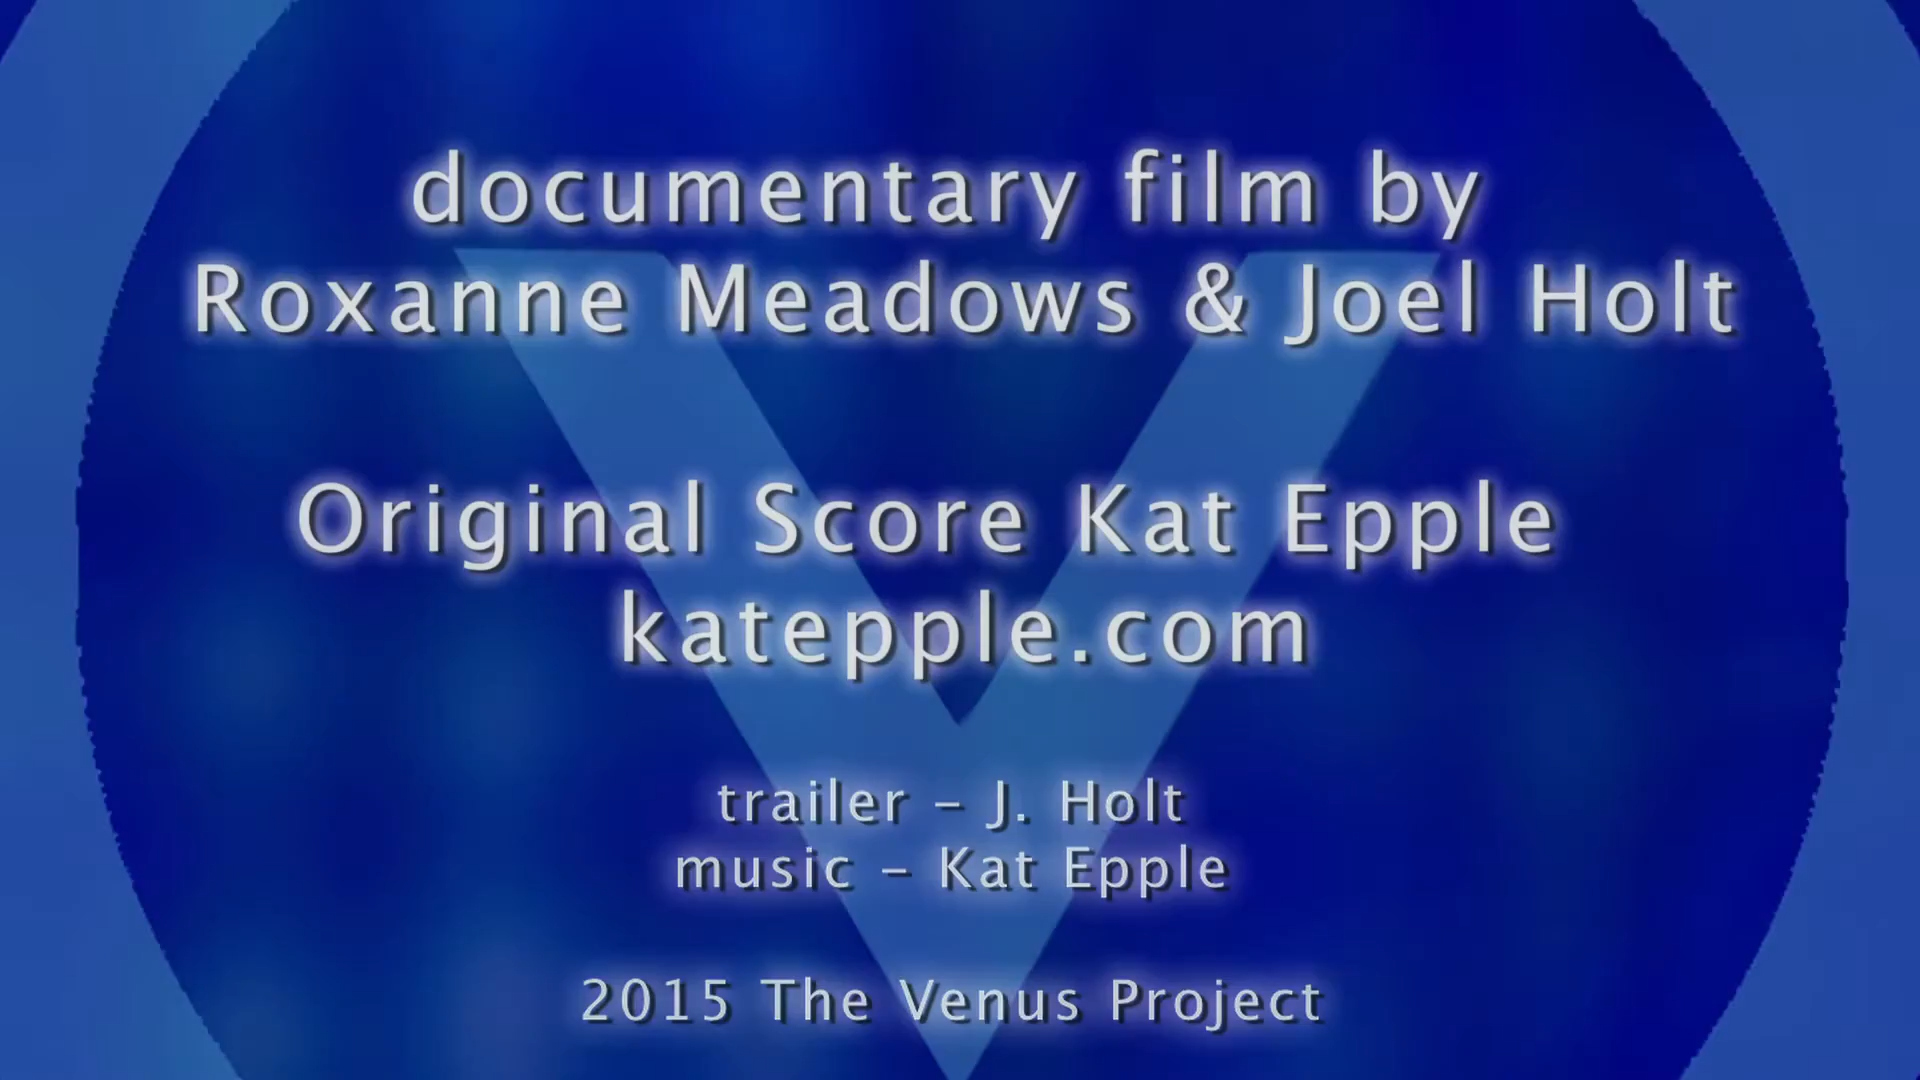 documentary film by
Roxanne Meadows & Joel Holt
Original Score Kat Epple
katepple.com
trailer – J. Holt
music – Kat Epple
2015 The Venus Project